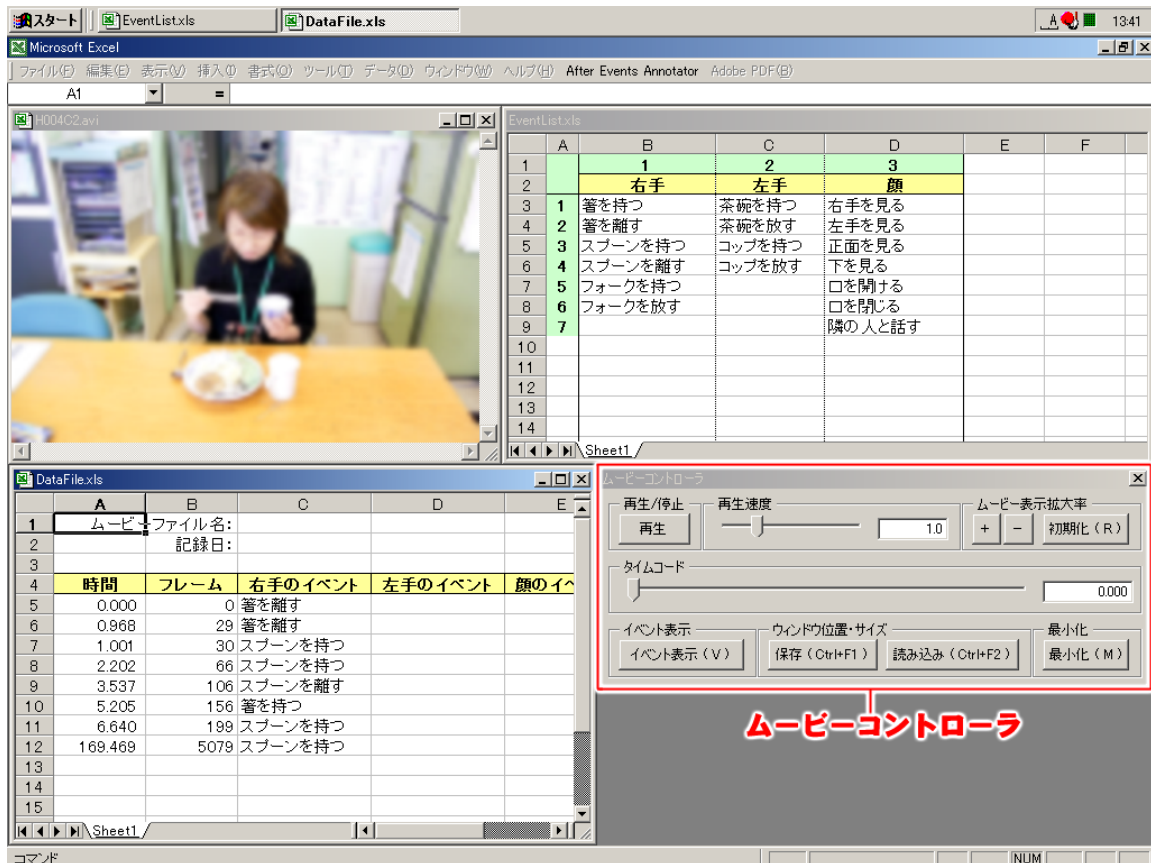 スタート EventList.xls DataFile.xls A 13:41
Microsoft Excel
ファイル(F) 編集(E) 表示(V) 挿入(I) 書式(O) ツール(T) データ(D) ウィンドウ(W) ヘルプ(H) After Events Annotator Adobe PDF(B)
A1 =
H004C2.avi
EventList.xls
A B C D E F
1 1 2 3
2 右手 左手 顔
3 1 箸を持つ 茶碗を持つ 右手を見る
4 2 箸を離す 茶碗を放す 左手を見る
5 3 スプーンを持つ コップを持つ 正面を見る
6 4 スプーンを離す コップを放す 下を見る
7 5 フォークを持つ 口を開ける
8 6 フォークを放す 口を閉じる
9 7 隣の人と話す
10
11
12
13
14
Sheet1
DataFile.xls
A B C D E
1 ムービーファイル名:
2 記録日:
3
4 時間 フレーム 右手のイベント 左手のイベント 顔のイベ
5 0.000 0 箸を離す
6 0.968 29 箸を離す
7 1.001 30 スプーンを持つ
8 2.202 66 スプーンを持つ
9 3.537 106 スプーンを離す
10 5.205 156 箸を持つ
11 6.640 199 スプーンを持つ
12 169.469 5079 スプーンを持つ
13
14
15
Sheet1
ムービーコントローラ
再生/停止 再生速度 ムービー表示拡大率
再生 1.0 + - 初期化(R)
タイムコード
0.000
イベント表示 ウィンドウ位置・サイズ 最小化
イベント表示(V) 保存(Ctrl+F1) 読み込み(Ctrl+F2) 最小化(M)
ムービーコントローラ
コマンド NUM